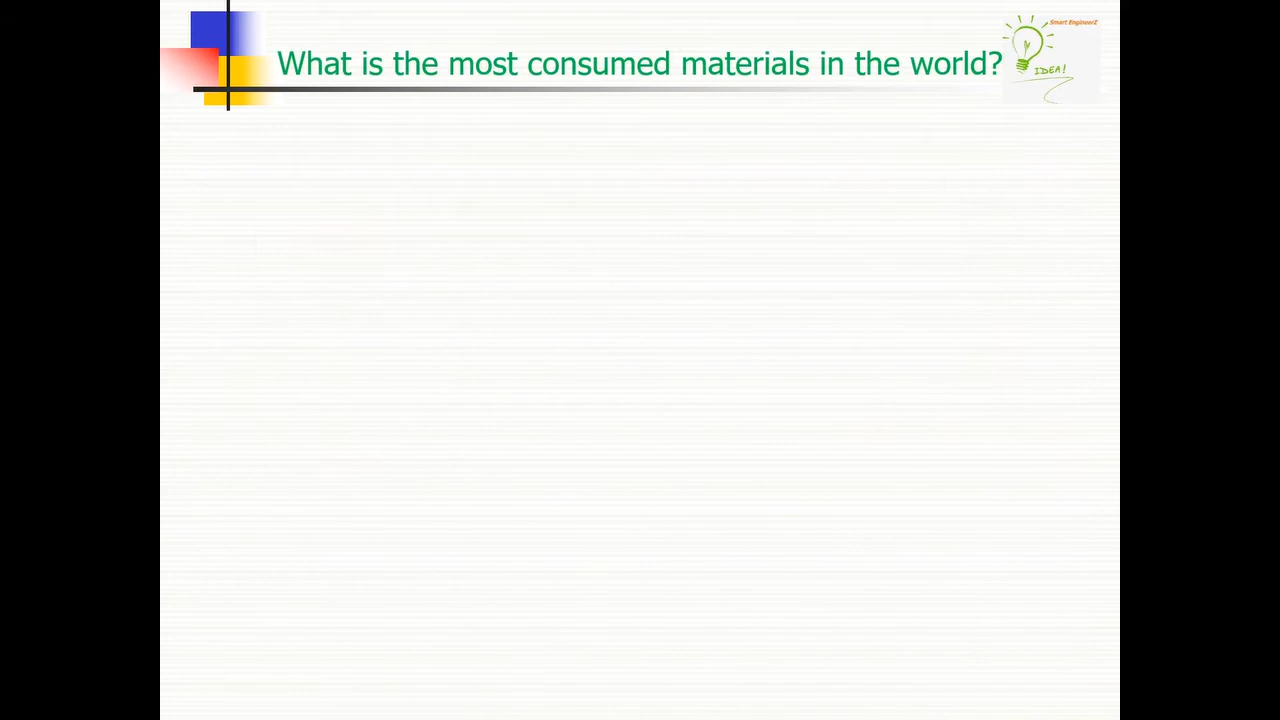 Smart EngineerZ
What is the most consumed materials in the world?
IDEA!